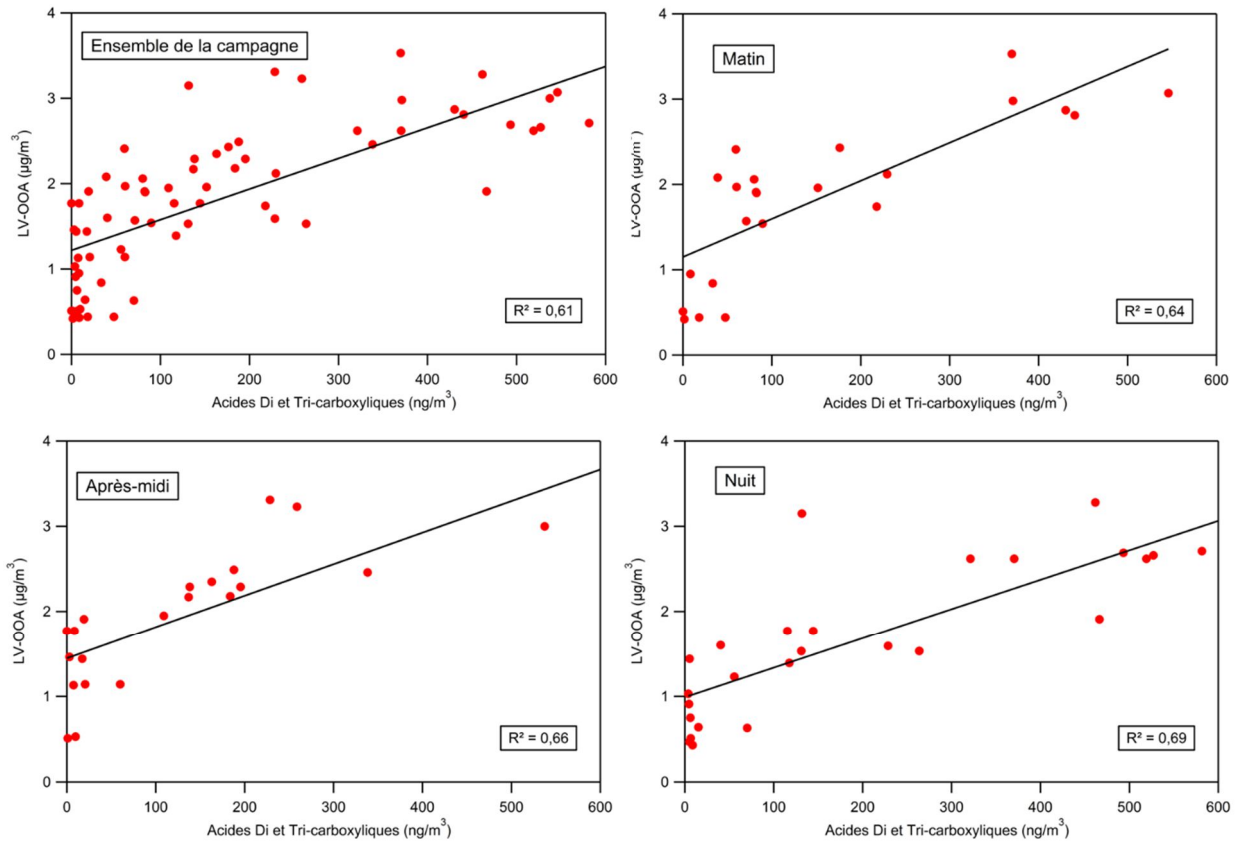 4
3
2
1
0
LV-OOA (µg/m³)
Ensemble de la campagne
R² = 0,61
0 100 200 300 400 500 600
Acides Di et Tri-carboxyliques (ng/m³)
4
3
2
1
0
LV-OOA (µg/m³)
Matin
R² = 0,64
0 100 200 300 400 500 600
Acides Di et Tri-carboxyliques (ng/m³)
4
3
2
1
0
LV-OOA (µg/m³)
Après-midi
R² = 0,66
0 100 200 300 400 500 600
Acides Di et Tri-carboxyliques (ng/m³)
4
3
2
1
0
LV-OOA (µg/m³)
Nuit
R² = 0,69
0 100 200 300 400 500 600
Acides Di et Tri-carboxyliques (ng/m³)